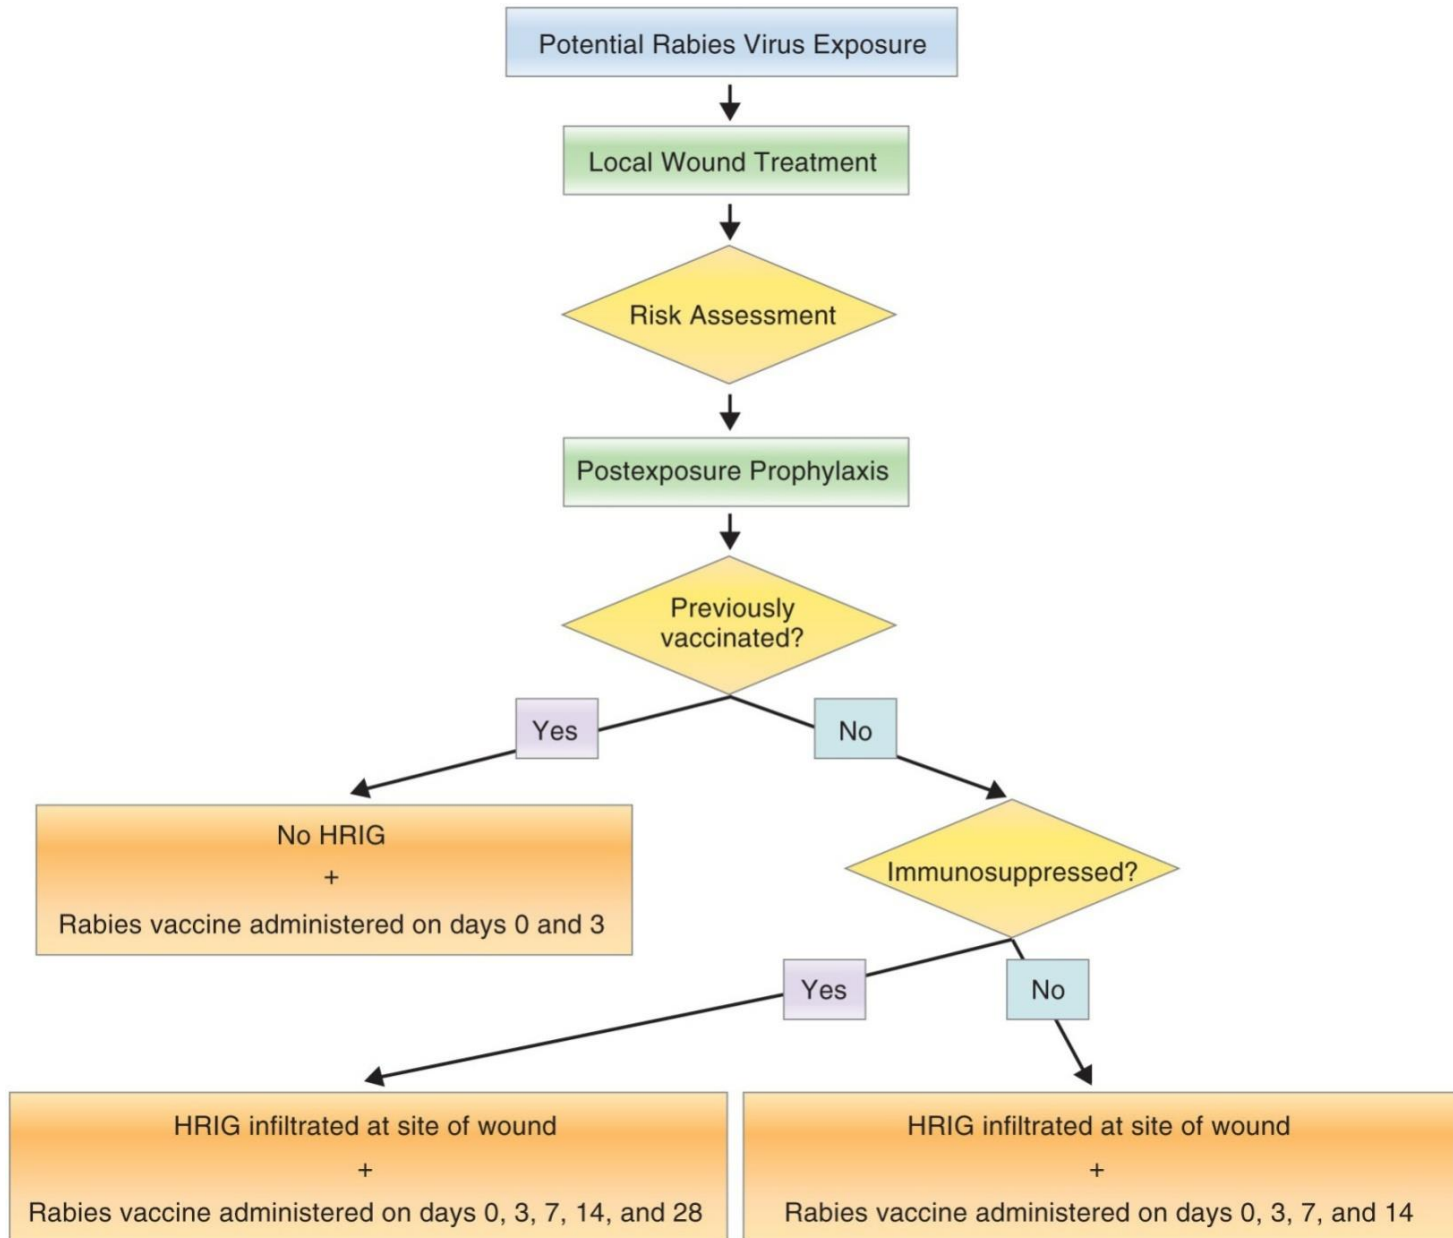 Potential Rabies Virus Exposure
Local Wound Treatment
Risk Assessment
Postexposure Prophylaxis
Previously
vaccinated?
Yes
No
No HRIG
+
Rabies vaccine administered on days 0 and 3
Immunosuppressed?
Yes
No
HRIG infiltrated at site of wound
+
Rabies vaccine administered on days 0, 3, 7, 14, and 28
HRIG infiltrated at site of wound
+
Rabies vaccine administered on days 0, 3, 7, and 14